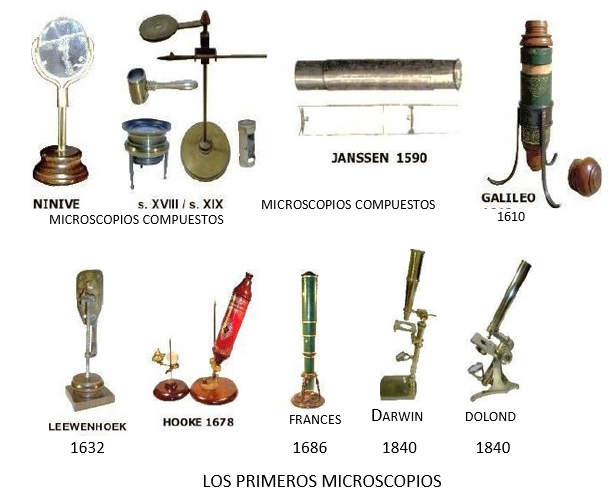 NINIVE
s. XVIII / s. XIX
MICROSCOPIOS COMPUESTOS
JANSSEN 1590
MICROSCOPIOS COMPUESTOS
GALILEO
1610
LEEWENHOEK
1632
HOOKE 1678
FRANCES
1686
DARWIN
1840
DOLOND
1840
LOS PRIMEROS MICROSCOPIOS